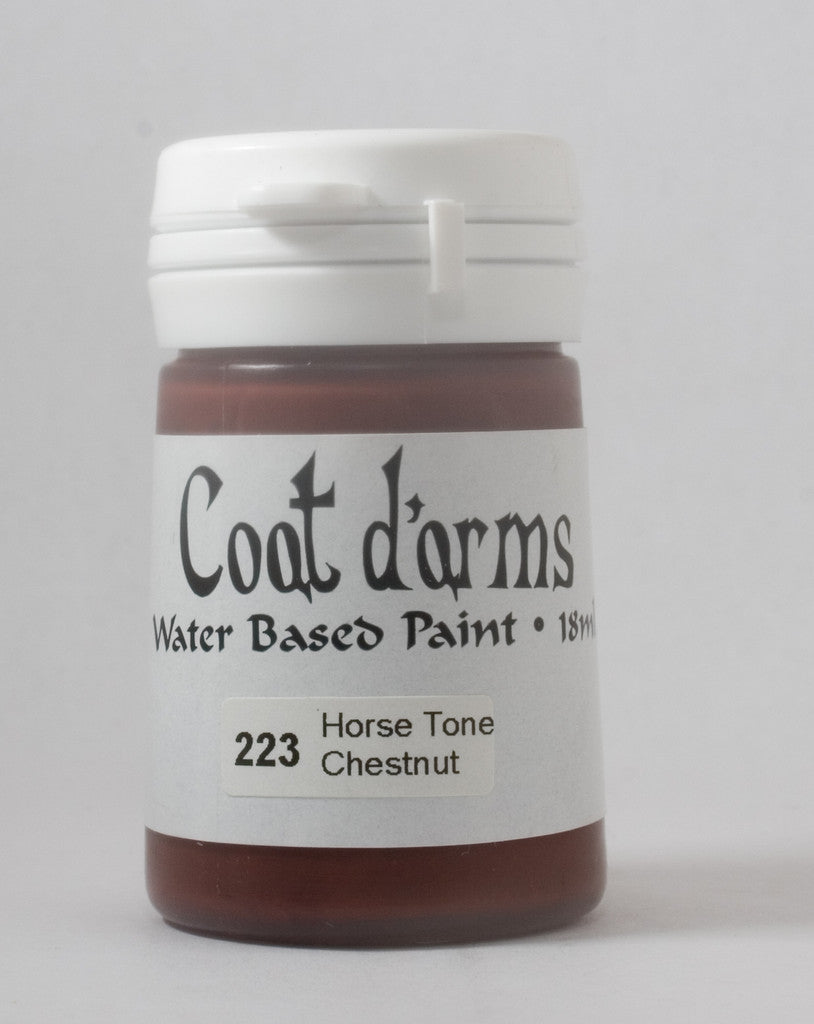 Coat d'arms
Water Based Paint • 18ml
223 Horse Tone
Chestnut